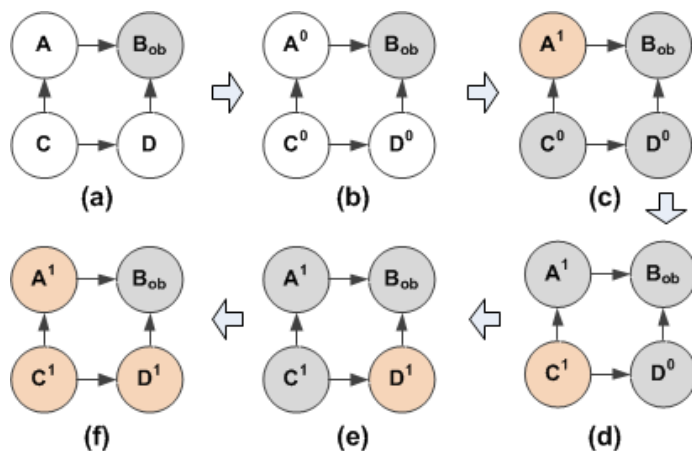 A B_ob A^0 B_ob A^1 B_ob
C D C^0 D^0 C^0 D^0
(a) (b) (c)
A^1 B_ob A^1 B_ob A^1 B_ob
C^1 D^1 C^1 D^1 C^1 D^0
(f) (e) (d)